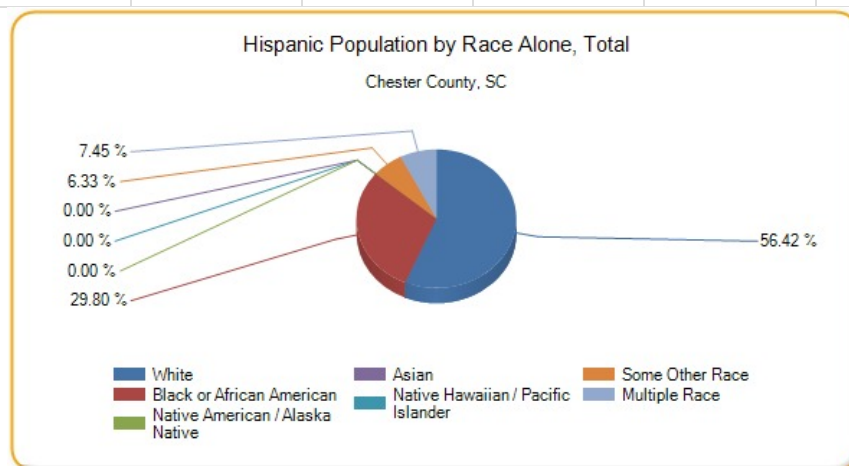 Hispanic Population by Race Alone, Total
Chester County, SC
7.45 %
6.33 %
0.00 %
0.00 %
0.00 %
29.80 %
56.42 %
White
Black or African American
Native American / Alaska
Native
Asian
Native Hawaiian / Pacific
Islander
Some Other Race
Multiple Race